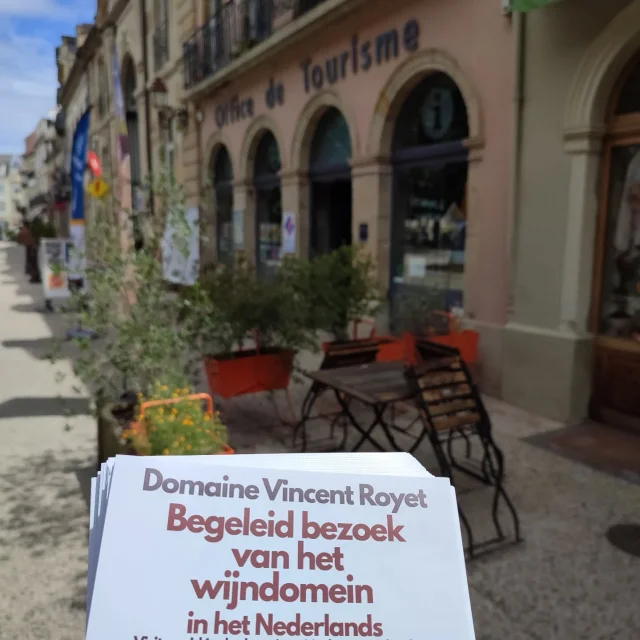 Office de Tourisme
Domaine Vincent Royet
Begeleid bezoek
van het
wijndomein
in het Nederlands